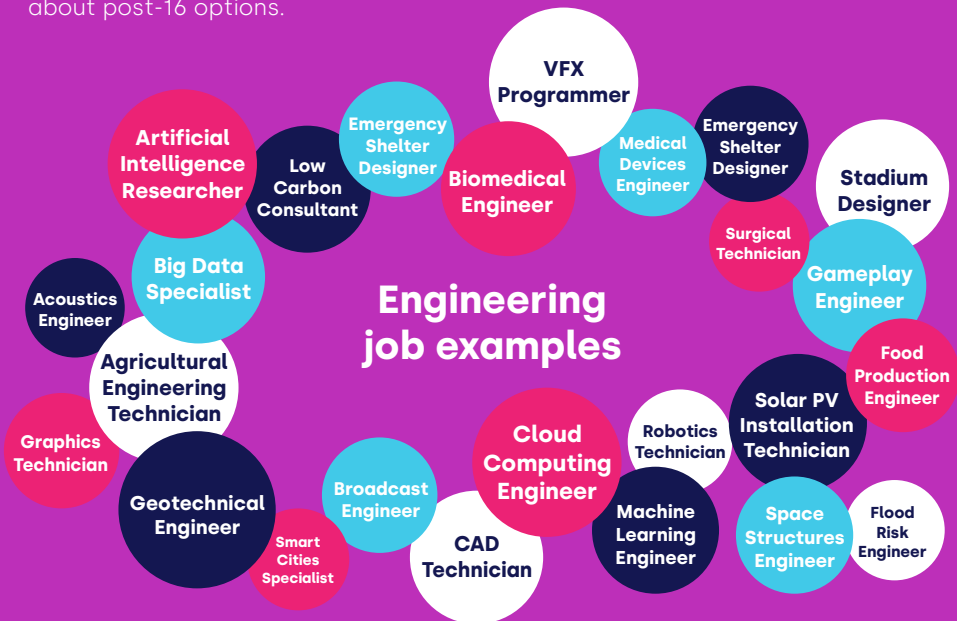 about post-16 options.
VFX
Programmer
Emergency
Shelter
Designer
Artificial
Intelligence
Researcher
Low
Carbon
Consultant
Biomedical
Engineer
Medical
Devices
Engineer
Emergency
Shelter
Designer
Stadium
Designer
Surgical
Technician
Big Data
Specialist
Gameplay
Engineer
Acoustics
Engineer
Engineering
job examples
Agricultural
Engineering
Technician
Food
Production
Engineer
Solar PV
Installation
Technician
Graphics
Technician
Cloud
Computing
Engineer
Robotics
Technician
Geotechnical
Engineer
Broadcast
Engineer
Machine
Learning
Engineer
Space
Structures
Engineer
Flood
Risk
Engineer
Smart
Cities
Specialist
CAD
Technician